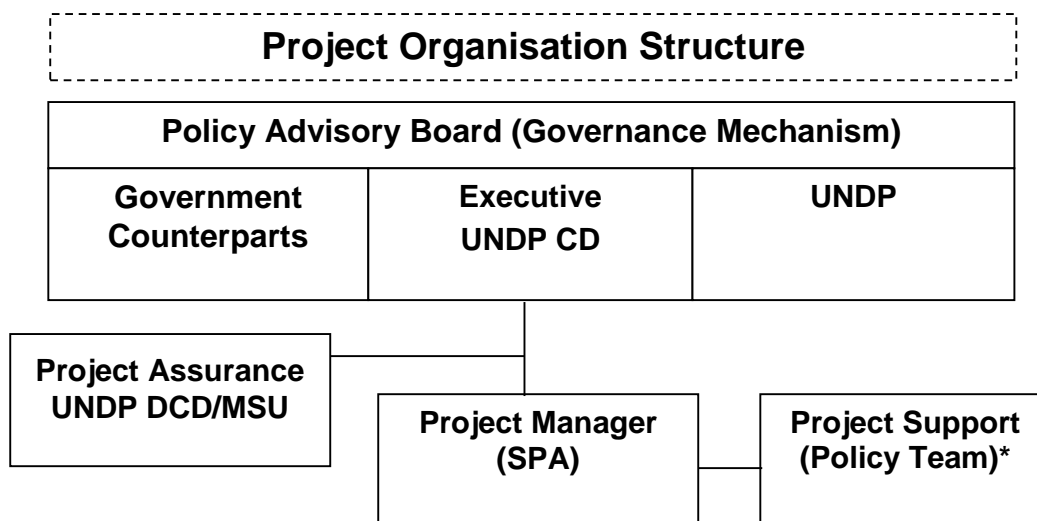 Project Organisation Structure
Policy Advisory Board (Governance Mechanism)
Government
Counterparts
Executive
UNDP CD
UNDP
Project Assurance
UNDP DCD/MSU
Project Manager
(SPA)
Project Support
(Policy Team)*